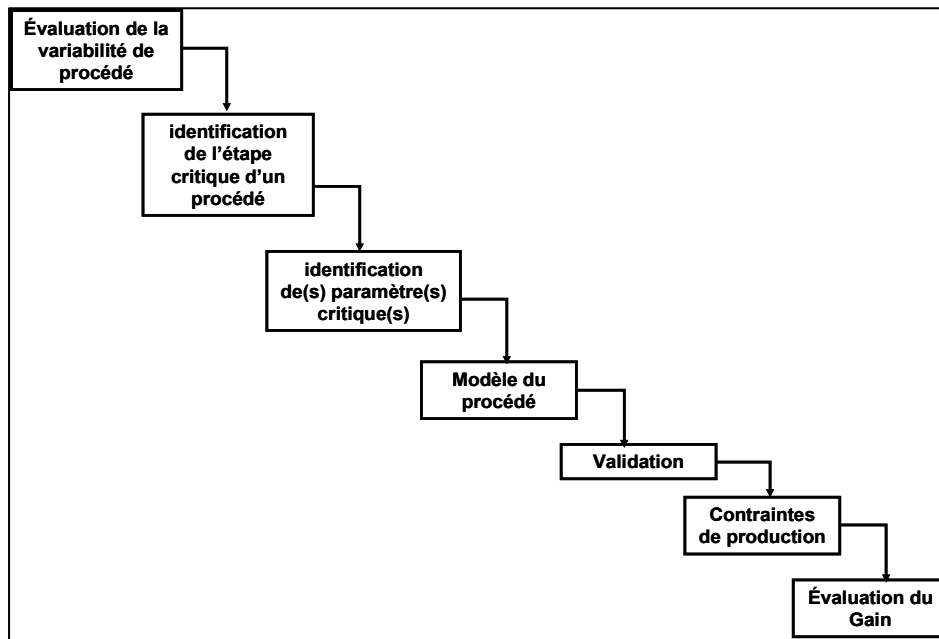 Évaluation de la
variabilité de
procédé
identification
de l'étape
critique d'un
procédé
identification
de(s) paramètre(s)
critique(s)
Modèle du
procédé
Validation
Contraintes
de production
Évaluation du
Gain